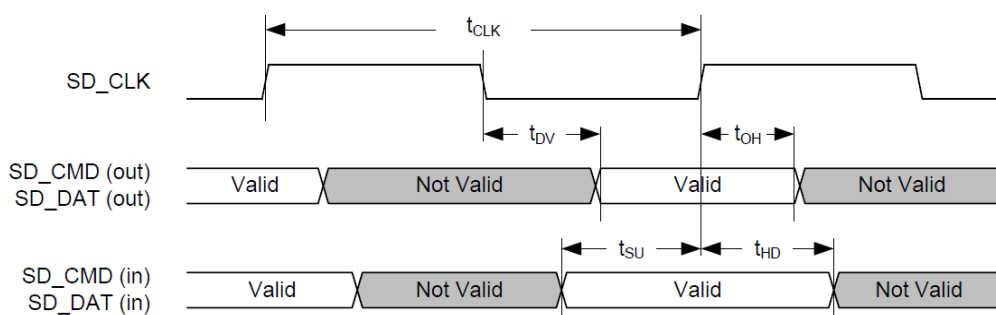 tCLK
SD_CLK
tDV tOH
SD_CMD (out)
SD_DAT (out)
Valid Not Valid Valid Not Valid
tSU tHD
SD_CMD (in)
SD_DAT (in)
Valid Not Valid Valid Not Valid